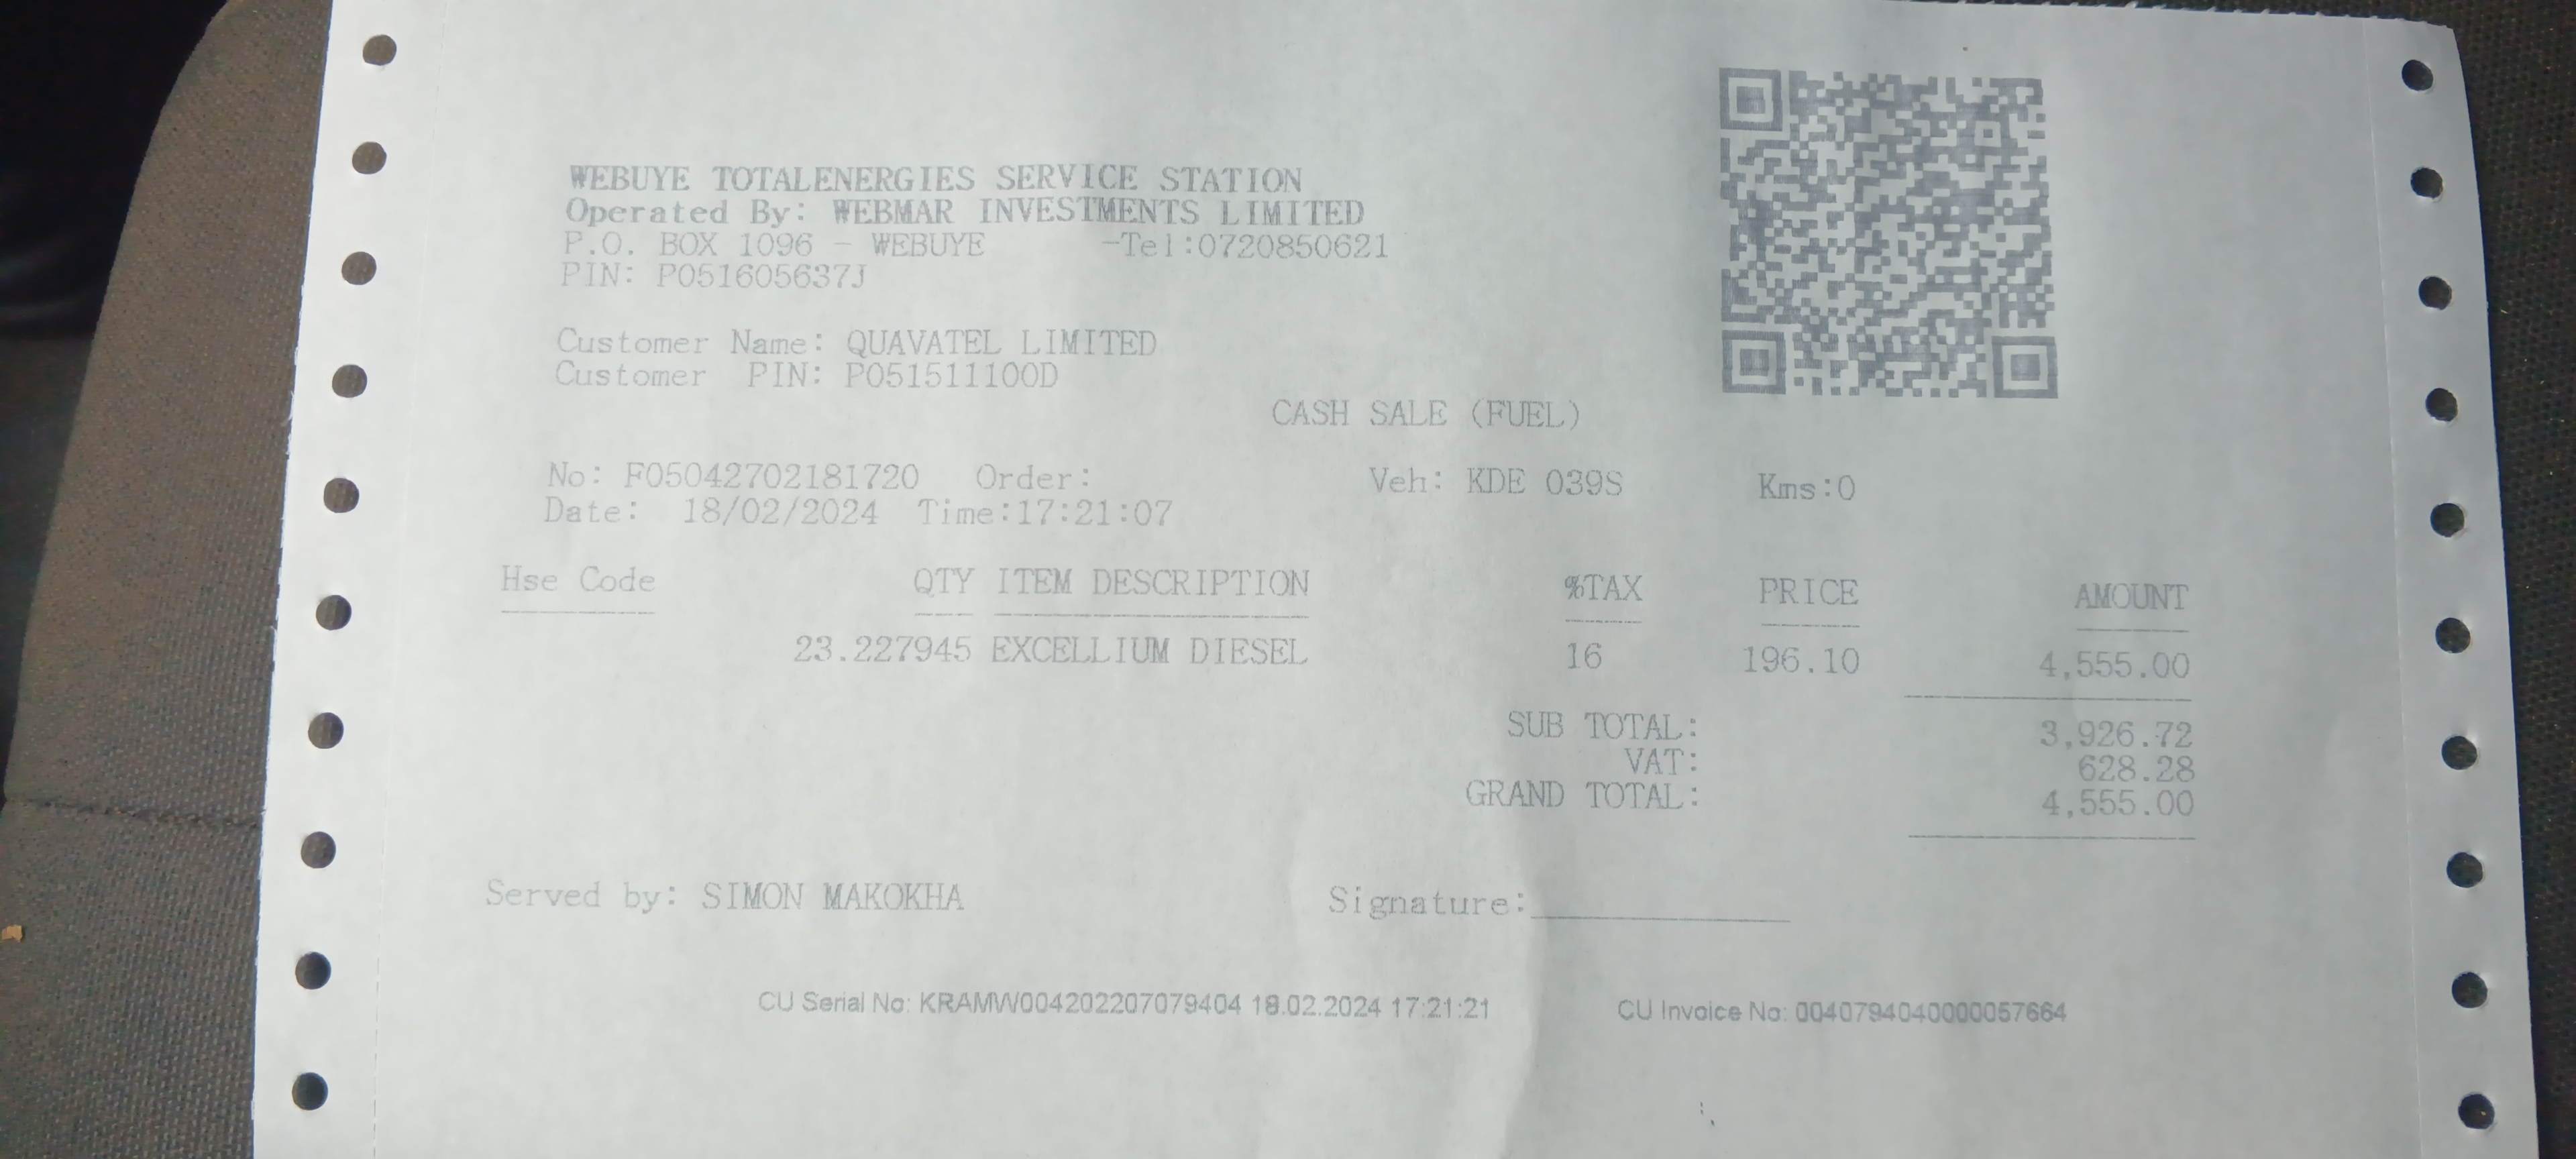 WEBUYE TOTALENERGIES SERVICE STATION
Operated By: WEBMAR INVESTMENTS LIMITED
P.O. BOX 1096 - WEBUYE -Tel:0720850621
PIN: P051605637J
Customer Name: QUAVATEL LIMITED
Customer PIN: P051511100D
CASH SALE (FUEL)
No: F05042702181720 Order: Veh: KDE 039S Kms:0
Date: 18/02/2024 Time:17:21:07
Hse Code QTY ITEM DESCRIPTION %TAX PRICE AMOUNT
23.227945 EXCELLIUM DIESEL 16 196.10 4,555.00
SUB TOTAL: 3,926.72
VAT: 628.28
GRAND TOTAL: 4,555.00
Served by: SIMON MAKOKHA Signature:
CU Serial No: KRAMW004202207079404 18.02.2024 17:21:21 CU Invoice No: 0040794040000057664